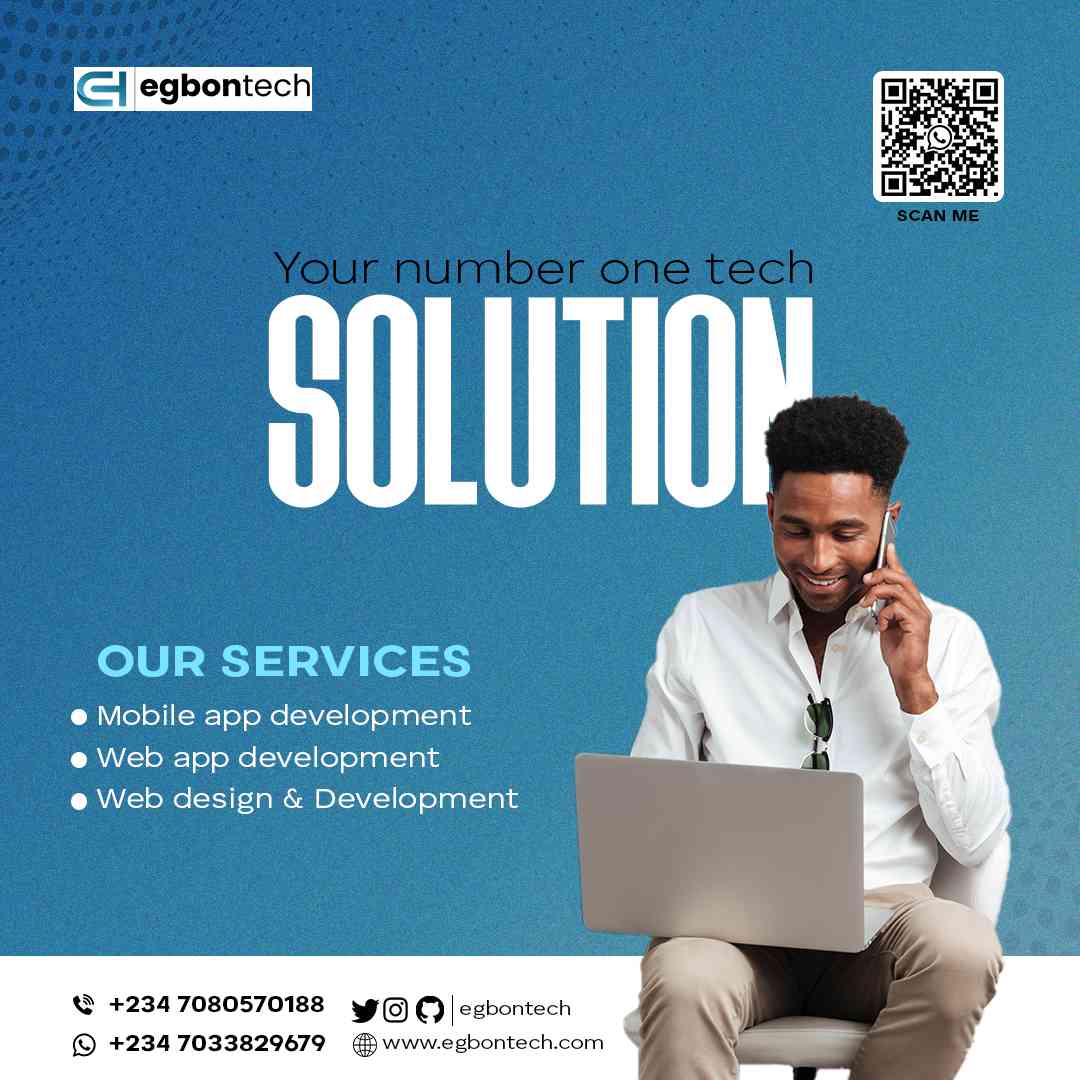 egbontech
SCAN ME
Your number one tech
SOLUTION
OUR SERVICES
Mobile app development
Web app development
Web design & Development
+234 7080570188
+234 7033829679
egbontech
www.egbontech.com